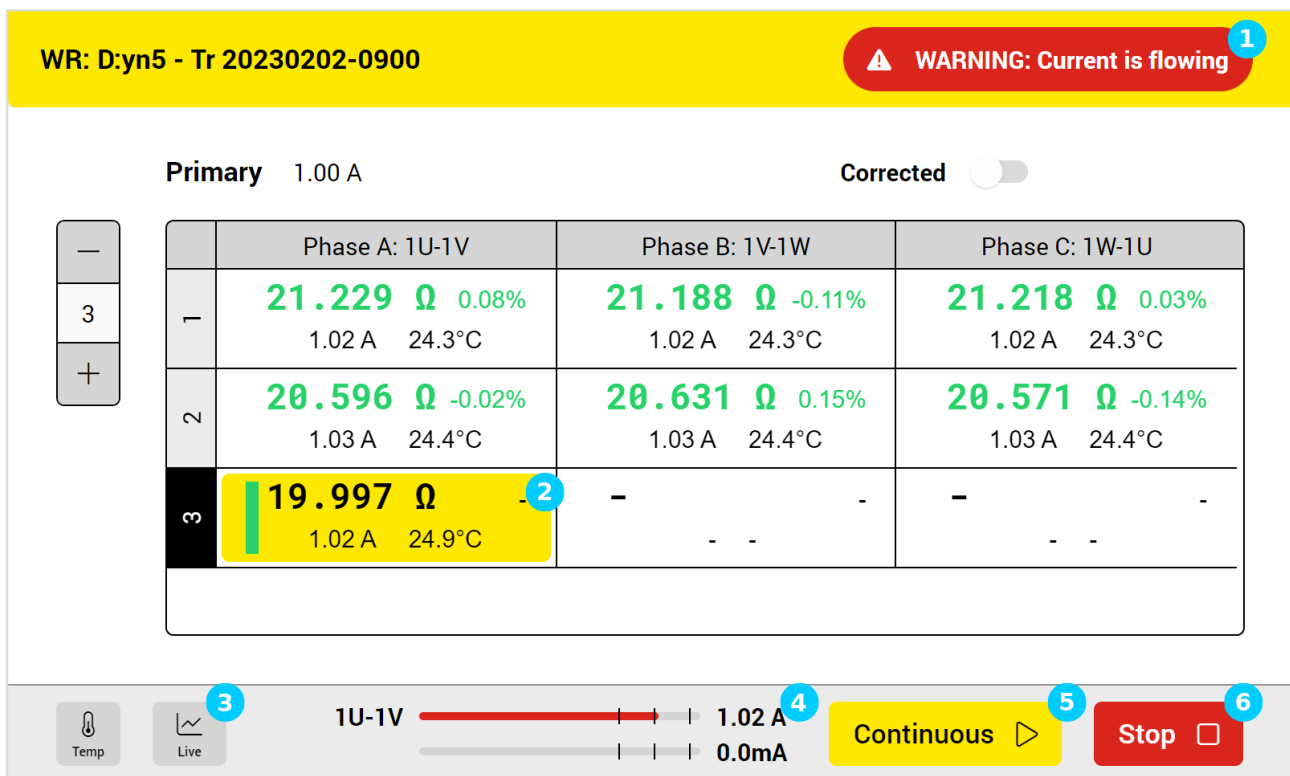 WR: D:yn5 - Tr 20230202-0900
WARNING: Current is flowing 1
Primary 1.00 A
Corrected
Phase A: 1U-1V Phase B: 1V-1W Phase C: 1W-1U
1 21.229 Ω 0.08% 21.188 Ω -0.11% 21.218 Ω 0.03%
1.02 A 24.3°C 1.02 A 24.3°C 1.02 A 24.3°C
2 20.596 Ω -0.02% 20.631 Ω 0.15% 20.571 Ω -0.14%
1.03 A 24.4°C 1.03 A 24.4°C 1.03 A 24.4°C
3 19.997 Ω - 2 - - - -
1.02 A 24.9°C - - - -
— 
3
+
Temp
Live 3
1U-1V 1.02 A 4
0.0mA
Continuous 5
Stop 6